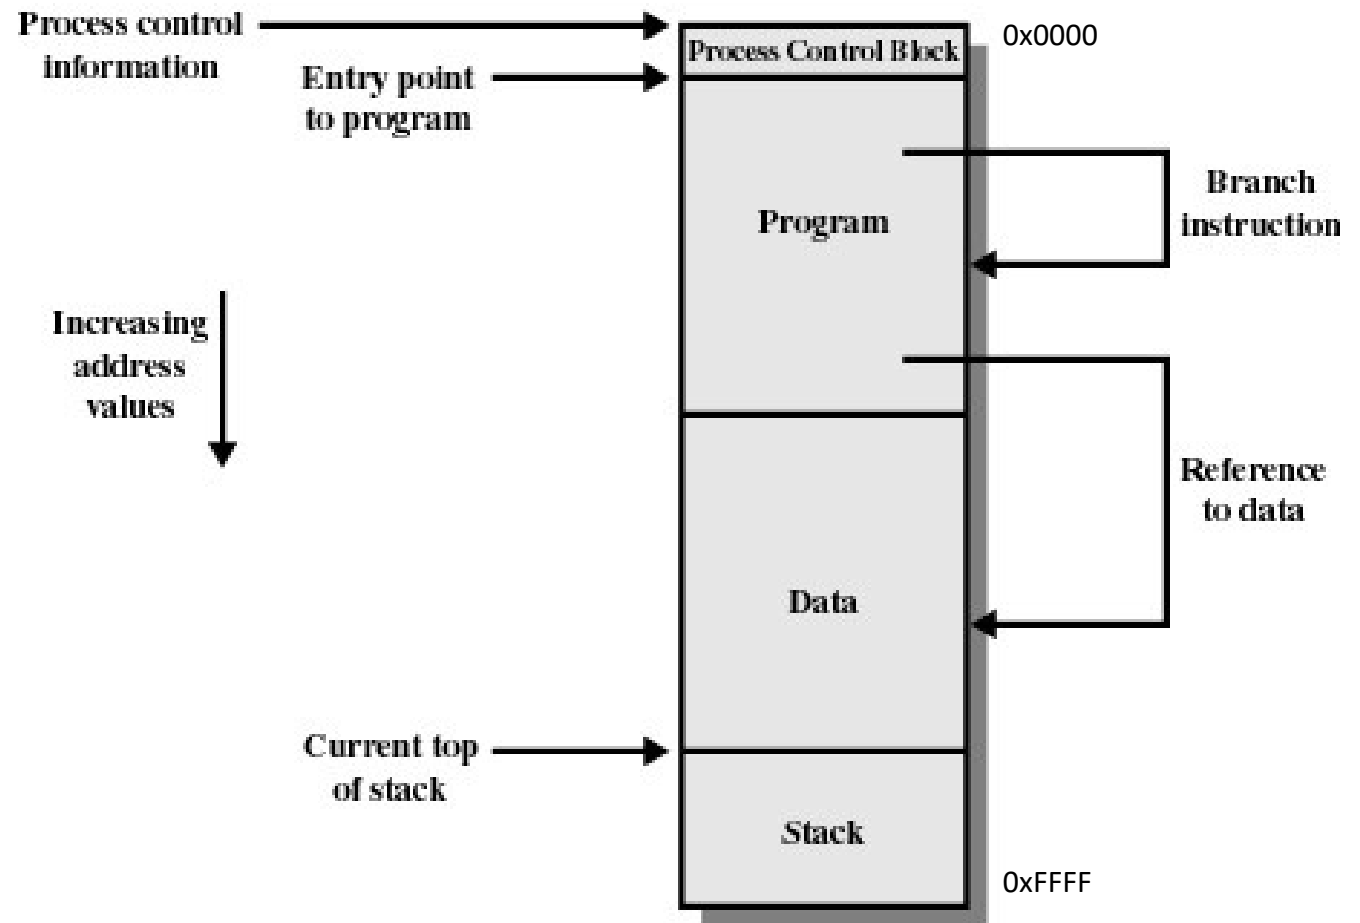 Process control
information
0x0000
Process Control Block
Entry point
to program
Branch
instruction
Program
Increasing
address
values
Reference
to data
Data
Current top
of stack
Stack
0xFFFF